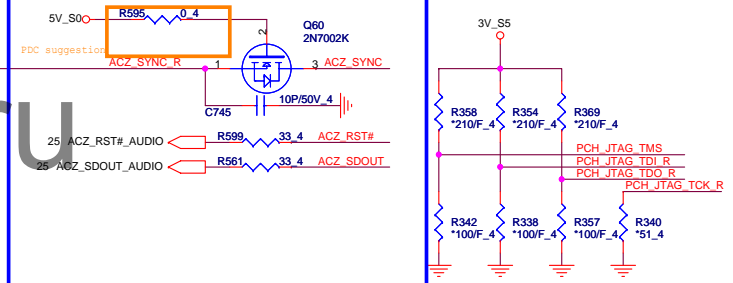 5V_S0
R595
0_4
Q60
2N7002K
2
PDC suggestion
ACZ_SYNC_R
1
3
ACZ_SYNC
C745
10P/50V_4
25
ACZ_RST#_AUDIO
R599
33_4
ACZ_RST#
25
ACZ_SDOUT_AUDIO
R561
33_4
ACZ_SDOUT
3V_S5
R358
*210/F_4
R354
*210/F_4
R369
*210/F_4
PCH_JTAG_TMS
PCH_JTAG_TDI_R
PCH_JTAG_TDO_R
PCH_JTAG_TCK_R
R342
*100/F_4
R338
*100/F_4
R357
*100/F_4
R340
*51_4